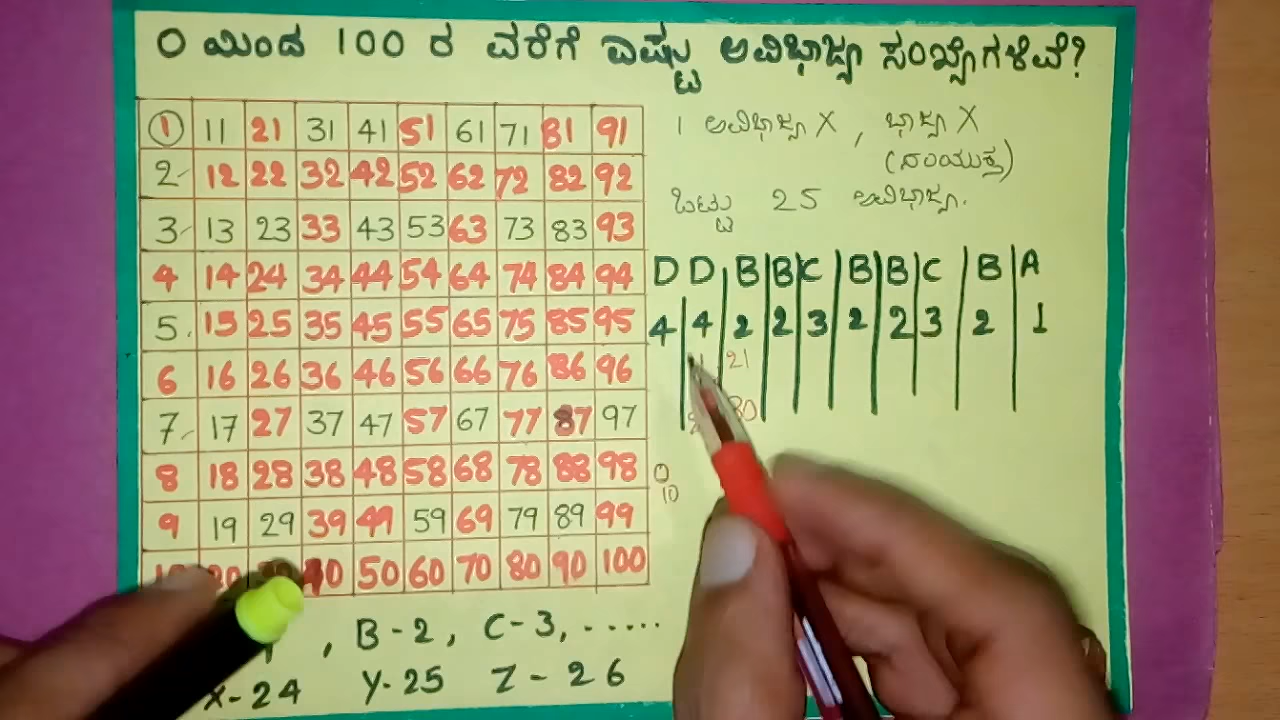 0 ಯಿಂದ 100 ರ ವರೆಗೆ ಎಷ್ಟು ಅವಿಭಾಜ್ಯ ಸಂಖ್ಯೆಗಳಿವೆ?
1 11 21 31 41 51 61 71 81 91
2 12 22 32 42 52 62 72 82 92
3 13 23 33 43 53 63 73 83 93
4 14 24 34 44 54 64 74 84 94
5 15 25 35 45 55 65 75 85 95
6 16 26 36 46 56 66 76 86 96
7 17 27 37 47 57 67 77 87 97
8 18 28 38 48 58 68 78 88 98
9 19 29 39 49 59 69 79 89 99
40 50 60 70 80 90 100
1 ಅವಿಭಾಜ್ಯ X , ಭಾಜ್ಯ X
(ಸಂಯುಕ್ತ)
ಒಟ್ಟು 25 ಅವಿಭಾಜ್ಯ.
D D B B C B B C B A
4 4 2 2 3 2 2 3 2 1
21
30
0
10
, B-2, C-3, .....
X-24 Y-25 Z-26